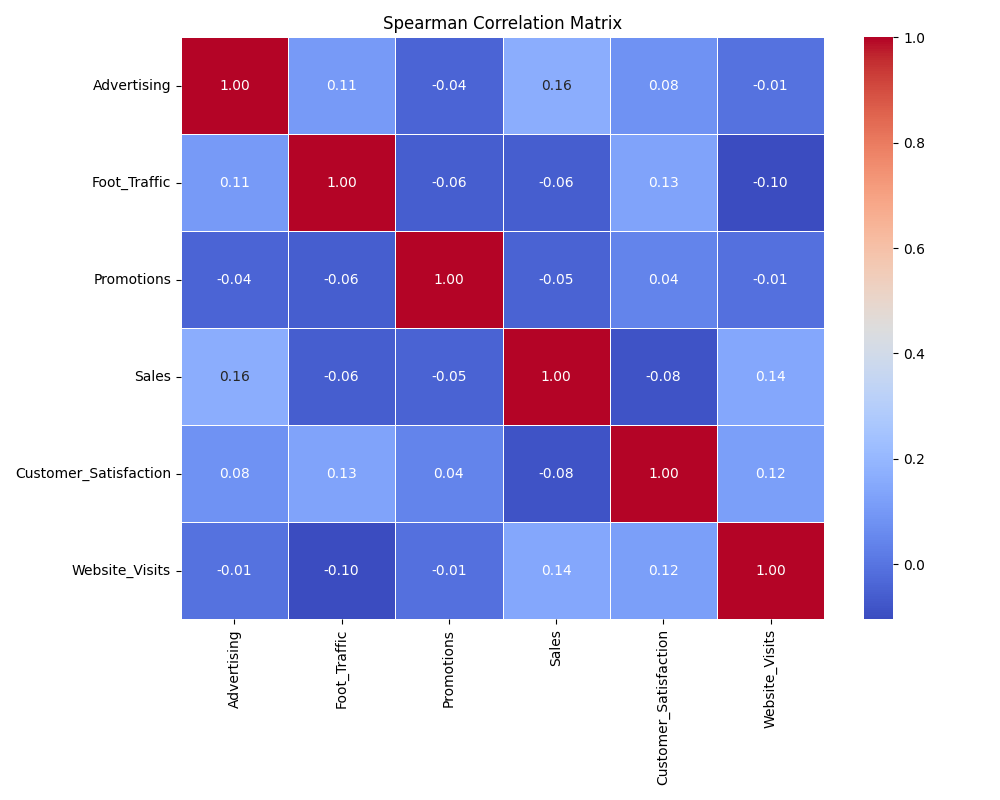 Spearman Correlation Matrix
Advertising 1.00 0.11 -0.04 0.16 0.08 -0.01
Foot_Traffic 0.11 1.00 -0.06 -0.06 0.13 -0.10
Promotions -0.04 -0.06 1.00 -0.05 0.04 -0.01
Sales 0.16 -0.06 -0.05 1.00 -0.08 0.14
Customer_Satisfaction 0.08 0.13 0.04 -0.08 1.00 0.12
Website_Visits -0.01 -0.10 -0.01 0.14 0.12 1.00
Advertising
Foot_Traffic
Promotions
Sales
Customer_Satisfaction
Website_Visits
1.0
0.8
0.6
0.4
0.2
0.0